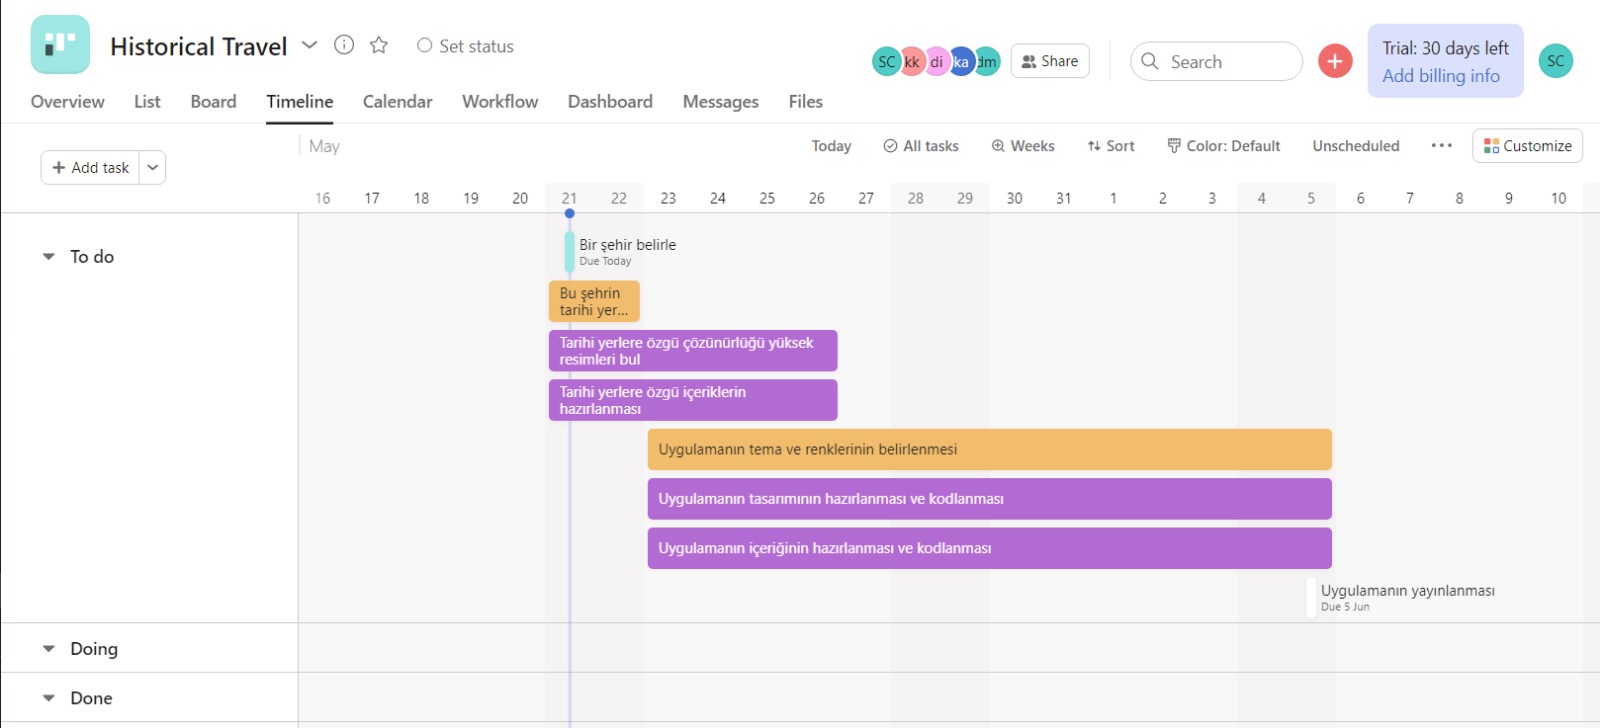 Historical Travel
Set status
SC kk di ka dm
Share
Search
Trial: 30 days left
Add billing info
SC
Overview List Board Timeline Calendar Workflow Dashboard Messages Files
+ Add task
May
Today All tasks Weeks Sort Color: Default Unscheduled ... Customize
16 17 18 19 20 21 22 23 24 25 26 27 28 29 30 31 1 2 3 4 5 6 7 8 9 10
To do
Bir şehir belirle
Due Today
Bu şehrin
tarihi yer...
Tarihi yerlere özgü çözünürlüğü yüksek
resimleri bul
Tarihi yerlere özgü içeriklerin
hazırlanması
Uygulamanın tema ve renklerinin belirlenmesi
Uygulamanın tasarımının hazırlanması ve kodlanması
Uygulamanın içeriğinin hazırlanması ve kodlanması
Uygulamanın yayınlanması
Due 5 Jun
Doing
Done